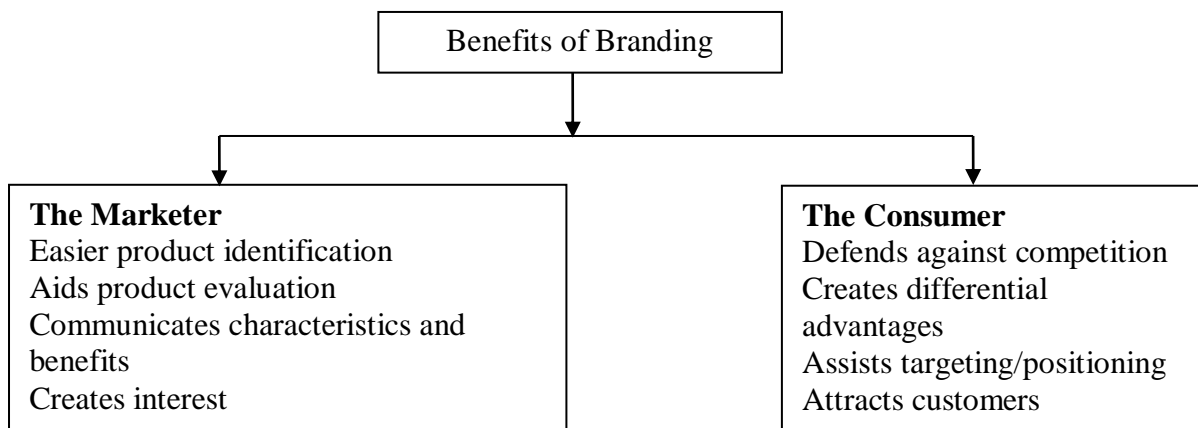 Benefits of Branding
The Marketer
Easier product identification
Aids product evaluation
Communicates characteristics and
benefits
Creates interest
The Consumer
Defends against competition
Creates differential
advantages
Assists targeting/positioning
Attracts customers